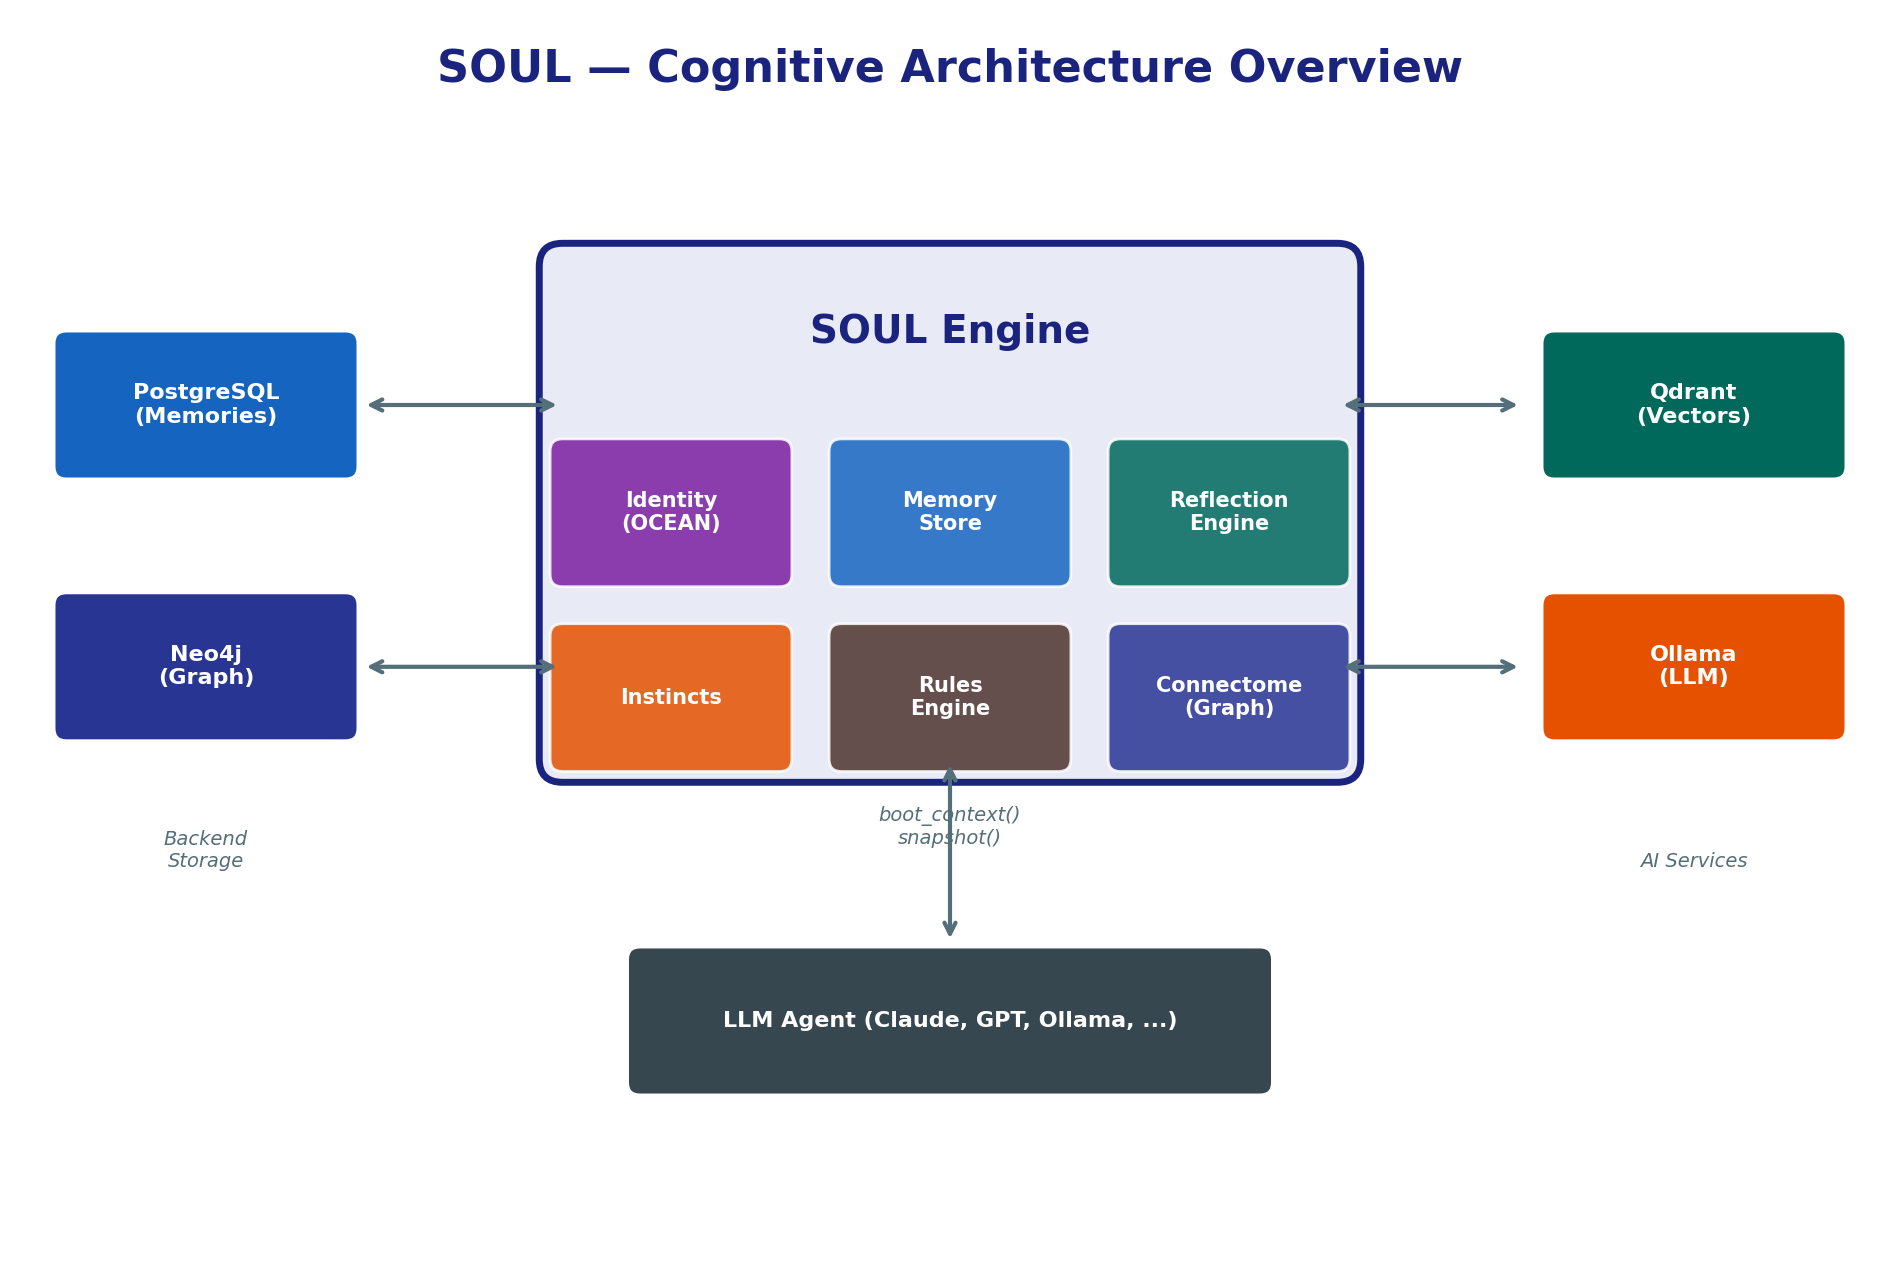 SOUL — Cognitive Architecture Overview
SOUL Engine
PostgreSQL
(Memories)
Qdrant
(Vectors)
Identity
(OCEAN)
Memory
Store
Reflection
Engine
Neo4j
(Graph)
Instincts
Rules
Engine
Connectome
(Graph)
Ollama
(LLM)
boot_context()
snapshot()
Backend
Storage
AI Services
LLM Agent (Claude, GPT, Ollama, ...)